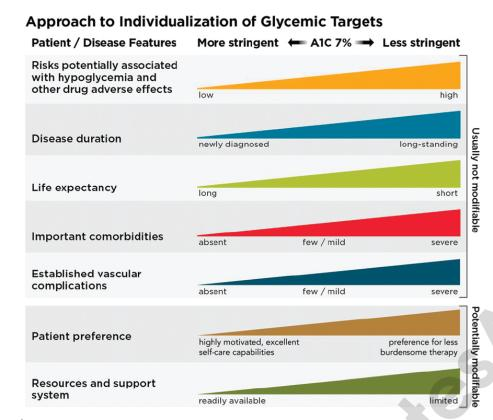 Approach to Individualization of Glycemic Targets
Patient / Disease Features More stringent ← A1C 7% → Less stringent
Risks potentially associated
with hypoglycemia and
other drug adverse effects
low high
Disease duration
newly diagnosed long-standing
Life expectancy
long short
Important comorbidities
absent few / mild severe
Established vascular
complications
absent few / mild severe
Usually not modifiable
Patient preference
highly motivated, excellent preference for less
self-care capabilities burdensome therapy
Resources and support
system
readily available limited
Potentially modifiable